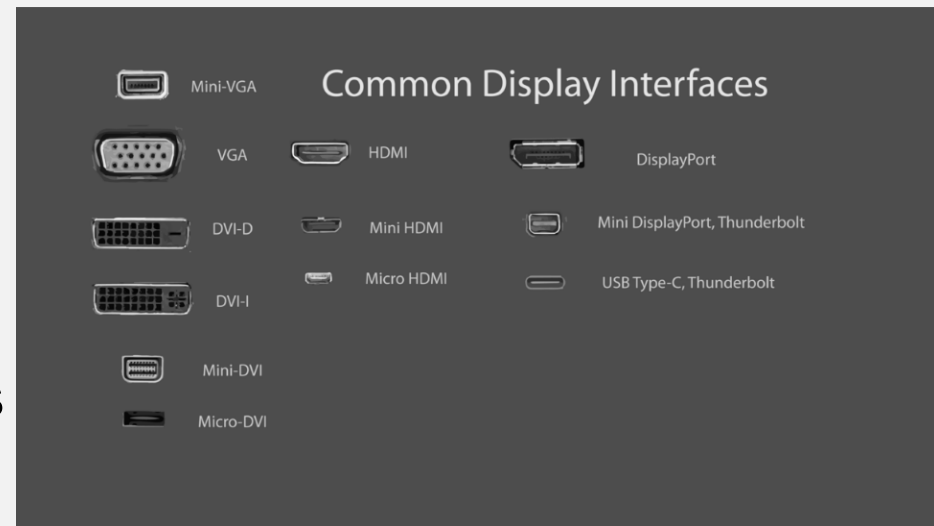 Common Display Interfaces
Mini-VGA
VGA
DVI-D
DVI-I
Mini-DVI
Micro-DVI
HDMI
Mini HDMI
Micro HDMI
DisplayPort
Mini DisplayPort, Thunderbolt
USB Type-C, Thunderbolt